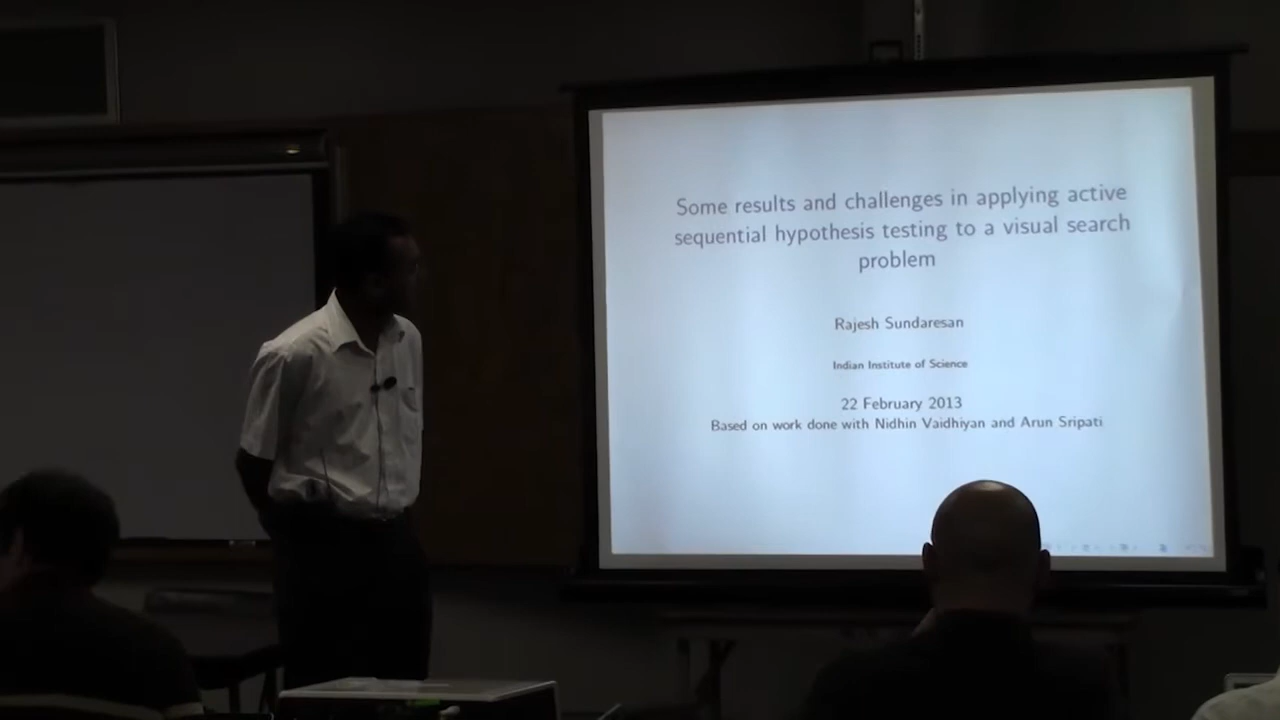 Some results and challenges in applying active
sequential hypothesis testing to a visual search
problem
Rajesh Sundaresan
Indian Institute of Science
22 February 2013
Based on work done with Nidhin Vaidhiyan and Arun Sripati